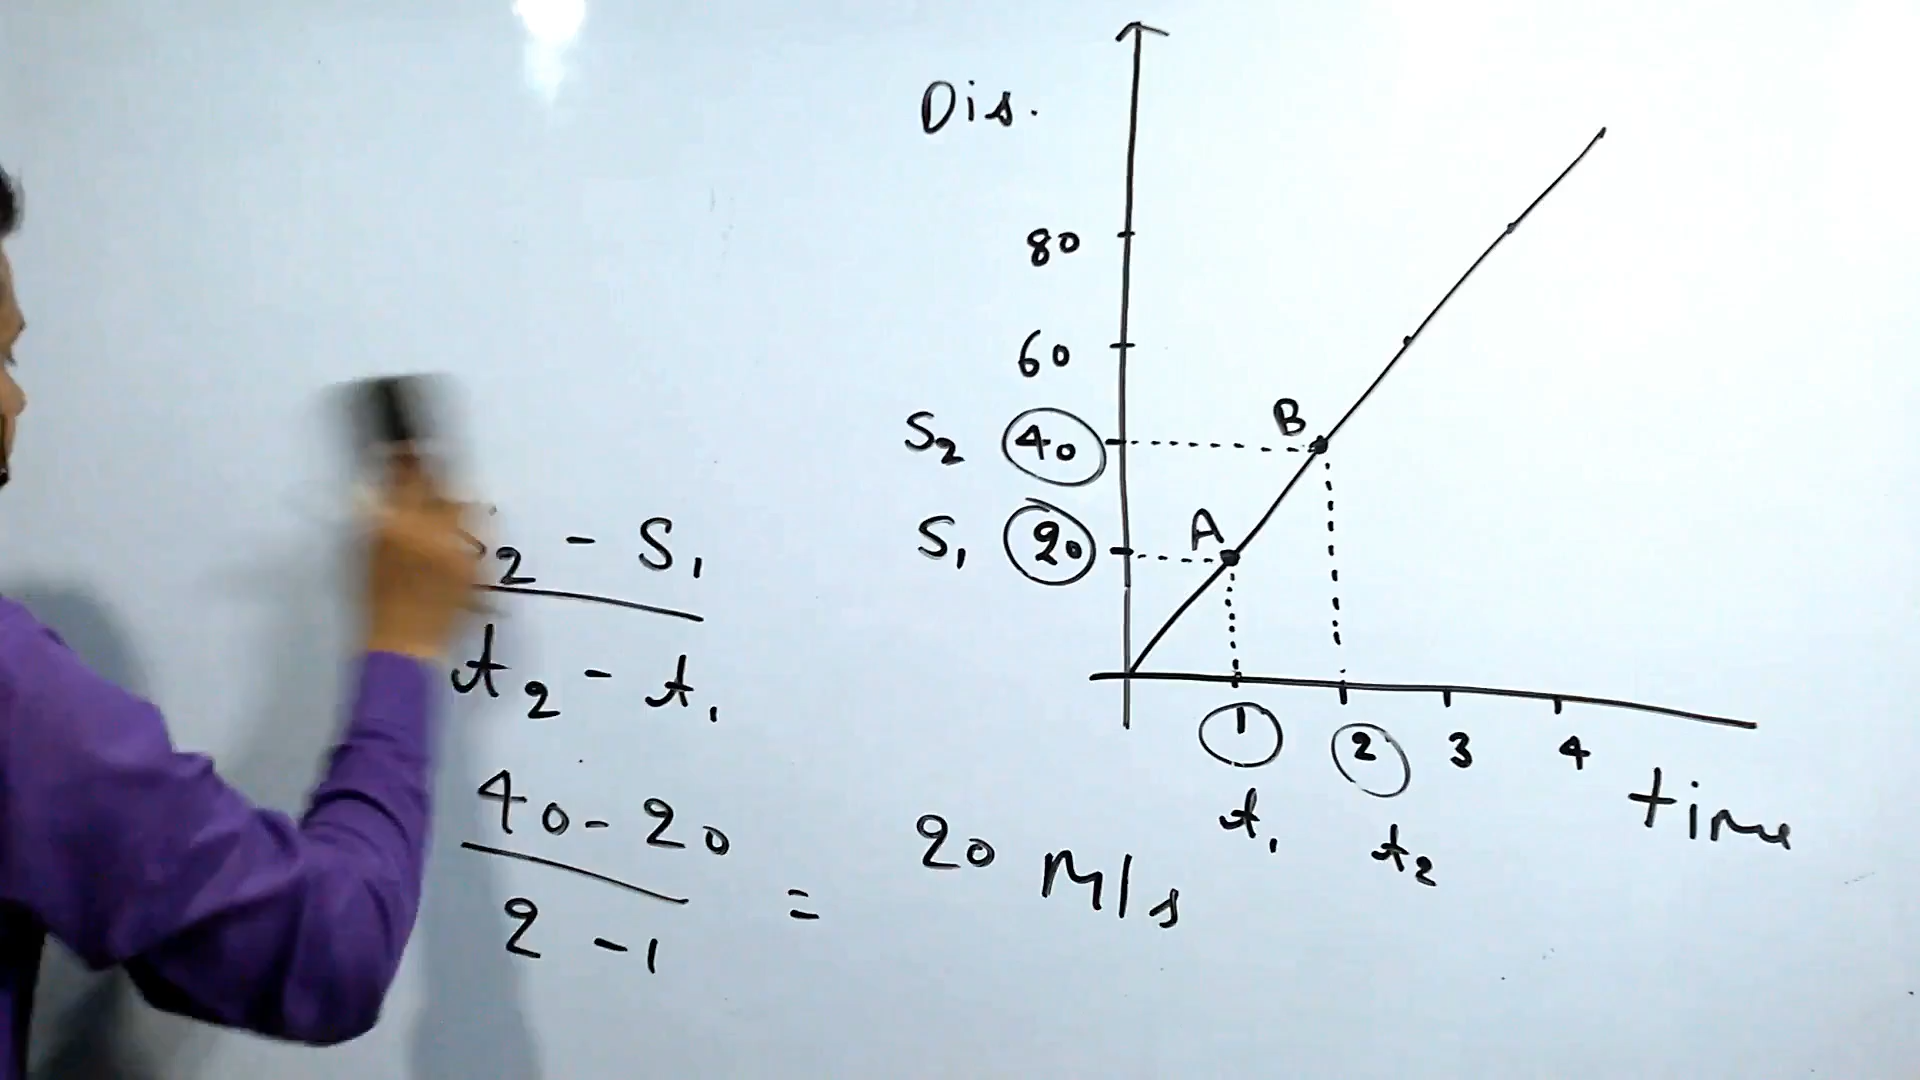 Dis.
80
60
S2 40
B
S1 20
A
1 2 3 4
t1 t2 time
2 - S1
t2 - t1
40 - 20
2 - 1
= 20 M/s